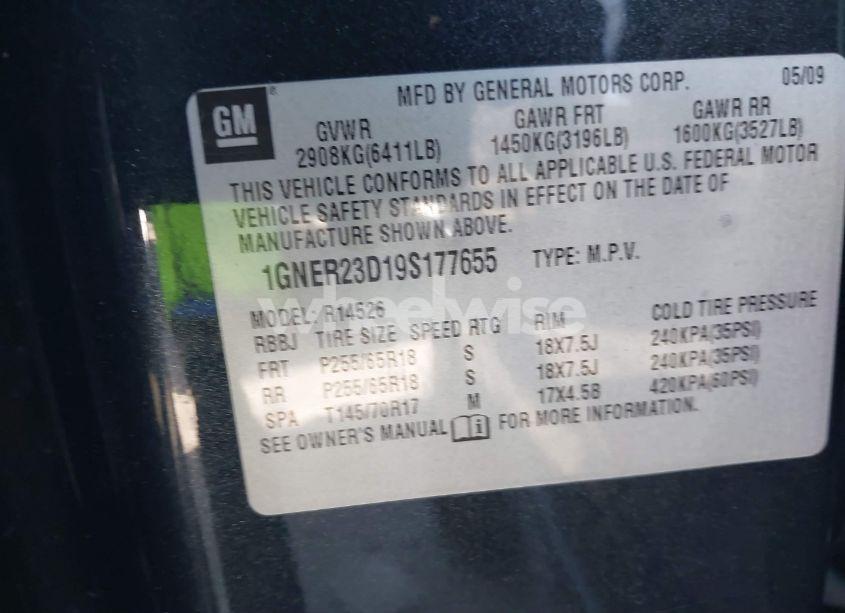 MFD BY GENERAL MOTORS CORP. 05/09
GM ®
GVWR GAWR FRT GAWR RR
2908KG(6411LB) 1450KG(3196LB) 1600KG(3527LB)
THIS VEHICLE CONFORMS TO ALL APPLICABLE U.S. FEDERAL MOTOR
VEHICLE SAFETY STANDARDS IN EFFECT ON THE DATE OF
MANUFACTURE SHOWN ABOVE.
1GNER23D19S177655 TYPE: M.P.V.
wheelwise
MODEL: R14526
RBBJ TIRE SIZE SPEED RTG RIM COLD TIRE PRESSURE
FRT P255/65R18 S 18X7.5J 240KPA(35PSI)
RR P255/65R18 S 18X7.5J 240KPA(35PSI)
SPA T145/70R17 M 17X4.5B 420KPA(60PSI)
SEE OWNER'S MANUAL i FOR MORE INFORMATION.